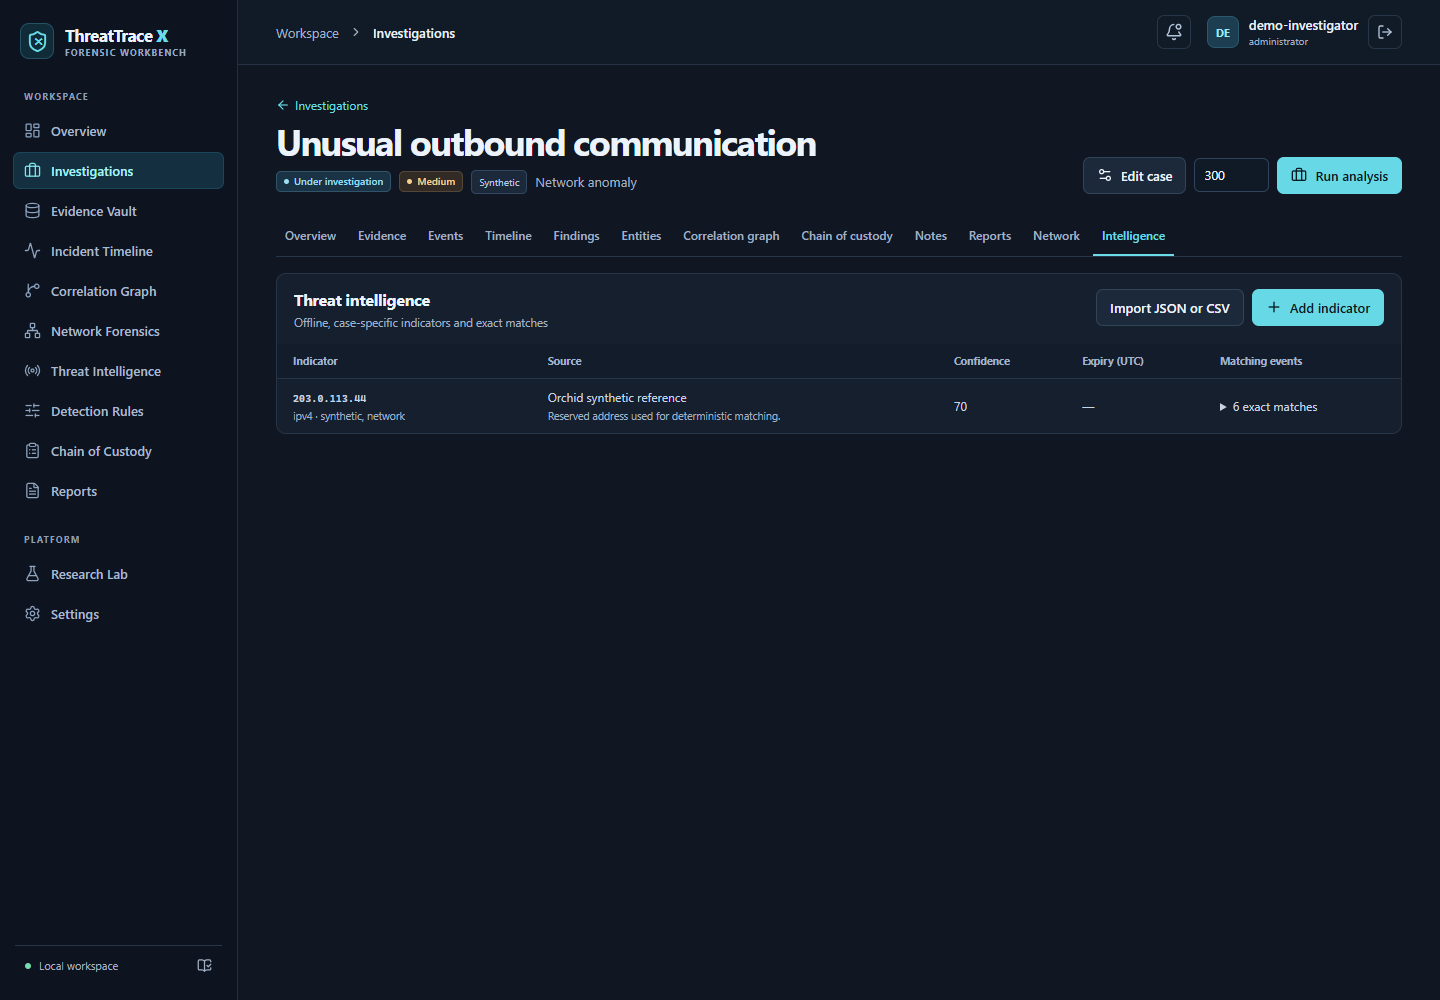 ThreatTrace X
FORENSIC WORKBENCH
WORKSPACE
Overview
Investigations
Evidence Vault
Incident Timeline
Correlation Graph
Network Forensics
Threat Intelligence
Detection Rules
Chain of Custody
Reports
PLATFORM
Research Lab
Settings
Local workspace
Workspace > Investigations
DE
demo-investigator
administrator
← Investigations
Unusual outbound communication
Under investigation
Medium
Synthetic
Network anomaly
Edit case
300
Run analysis
Overview Evidence Events Timeline Findings Entities Correlation graph Chain of custody Notes Reports Network Intelligence
Threat intelligence
Offline, case-specific indicators and exact matches
Import JSON or CSV
+ Add indicator
Indicator Source Confidence Expiry (UTC) Matching events
203.0.113.44
ipv4 · synthetic, network
Orchid synthetic reference
Reserved address used for deterministic matching.
70
—
▶ 6 exact matches